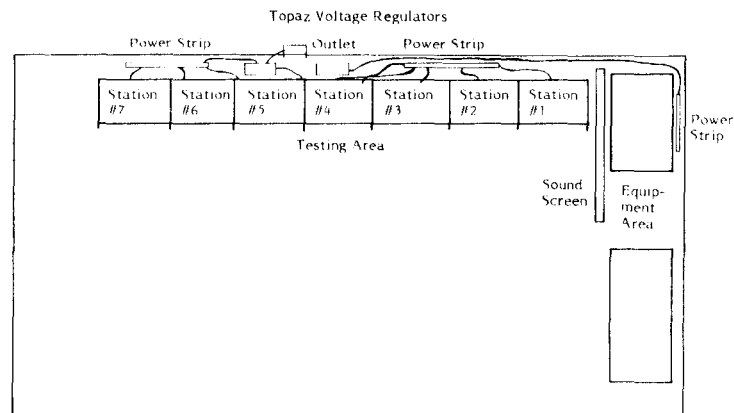 Topaz Voltage Regulators
Power Strip
Outlet
Power Strip
Station
#7
Station
#6
Station
#5
Station
#4
Station
#3
Station
#2
Station
#1
Power
Strip
Testing Area
Sound
Screen
Equip-
ment
Area